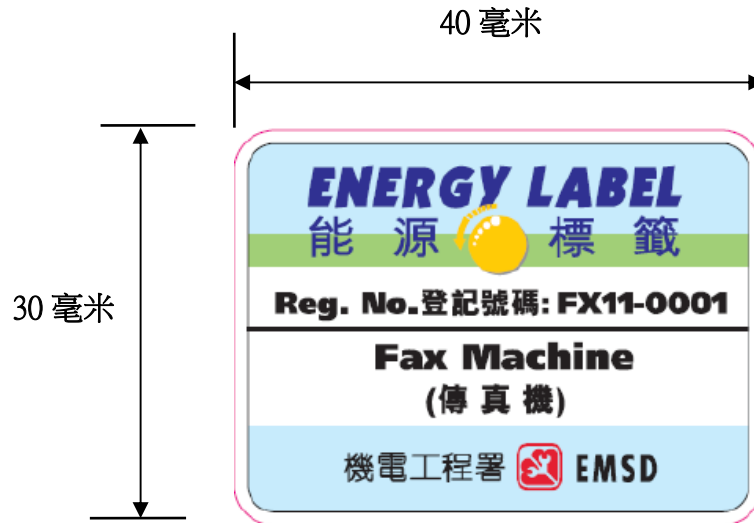 40 毫米
ENERGY LABEL
能 源 標 籤
30 毫米
Reg. No.登記號碼: FX11-0001
Fax Machine
(傳 真 機)
機電工程署 EMSD